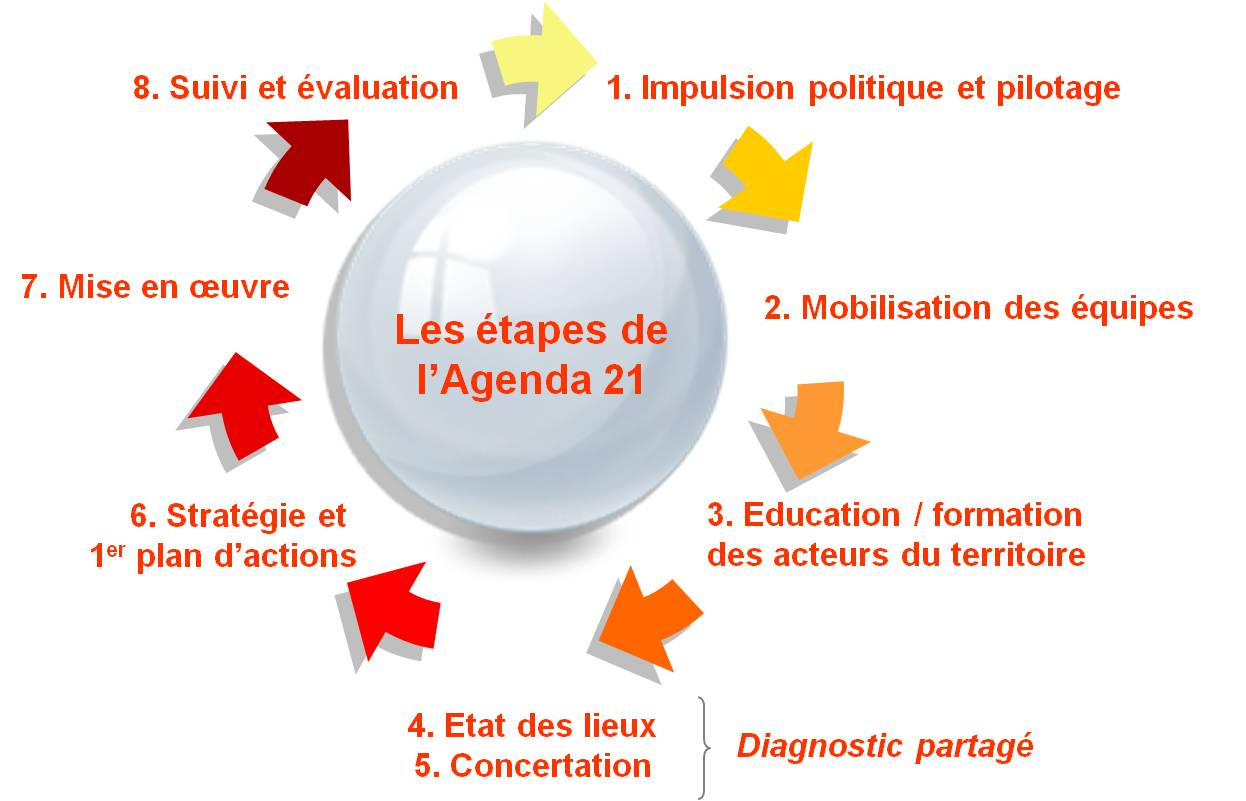 Les étapes de
l’Agenda 21
1. Impulsion politique et pilotage
2. Mobilisation des équipes
3. Education / formation
des acteurs du territoire
4. Etat des lieux
5. Concertation
Diagnostic partagé
6. Stratégie et
1er plan d’actions
7. Mise en œuvre
8. Suivi et évaluation